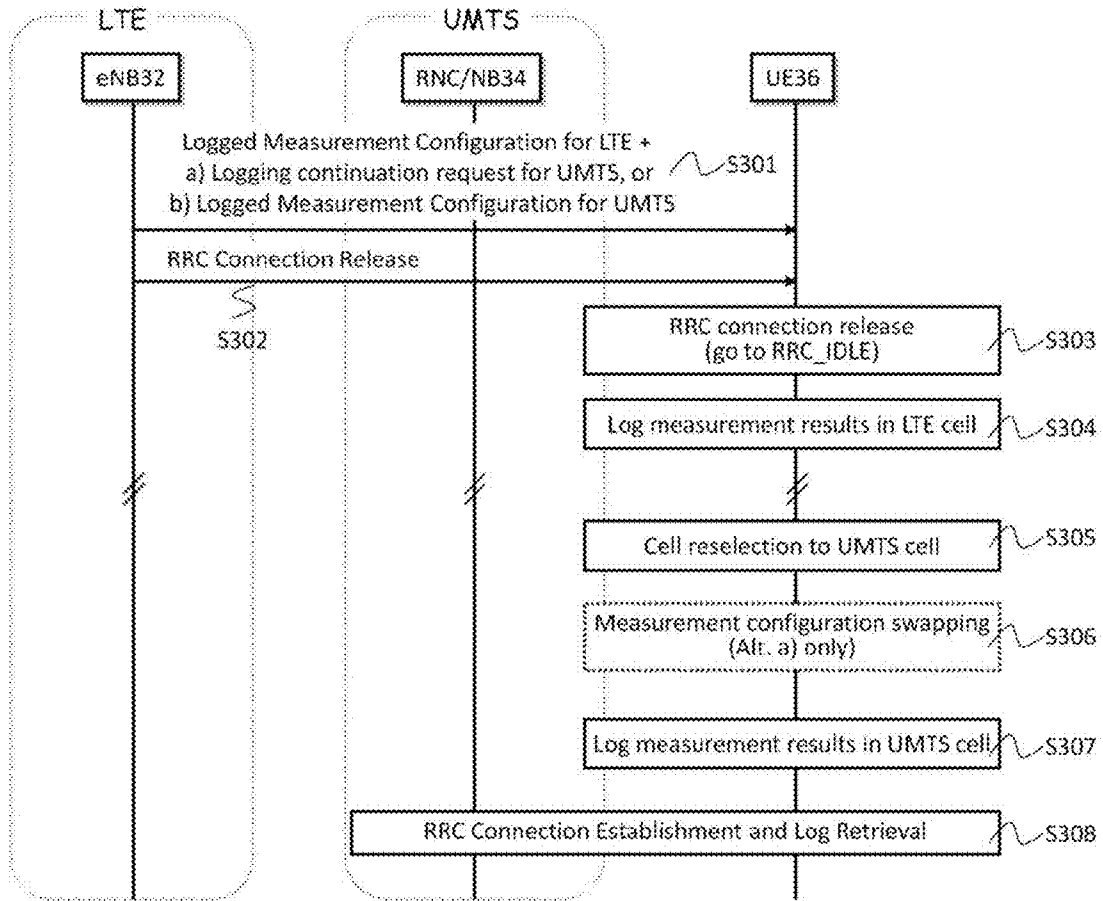 LTE
UMTS
eNB32
RNC/NB34
UE36
Logged Measurement Configuration for LTE +
a) Logging continuation request for UMTS, or
b) Logged Measurement Configuration for UMTS
S301
RRC Connection Release
S302
RRC connection release
(go to RRC_IDLE)
S303
Log measurement results in LTE cell
S304
Cell reselection to UMTS cell
S305
Measurement configuration swapping
(Alt. a) only)
S306
Log measurement results in UMTS cell
S307
RRC Connection Establishment and Log Retrieval
S308